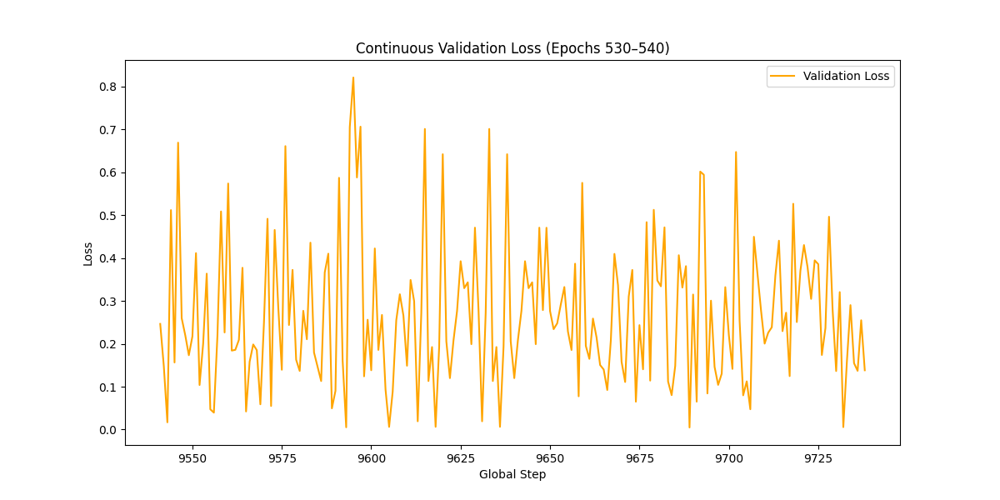 Continuous Validation Loss (Epochs 530–540)
Validation Loss
0.8
0.7
0.6
0.5
0.4
0.3
0.2
0.1
0.0
Loss
9550 9575 9600 9625 9650 9675 9700 9725
Global Step